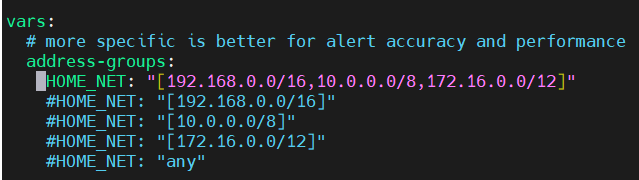 vars:
# more specific is better for alert accuracy and performance
address-groups:
HOME_NET: "[192.168.0.0/16,10.0.0.0/8,172.16.0.0/12]"
#HOME_NET: "[192.168.0.0/16]"
#HOME_NET: "[10.0.0.0/8]"
#HOME_NET: "[172.16.0.0/12]"
#HOME_NET: "any"